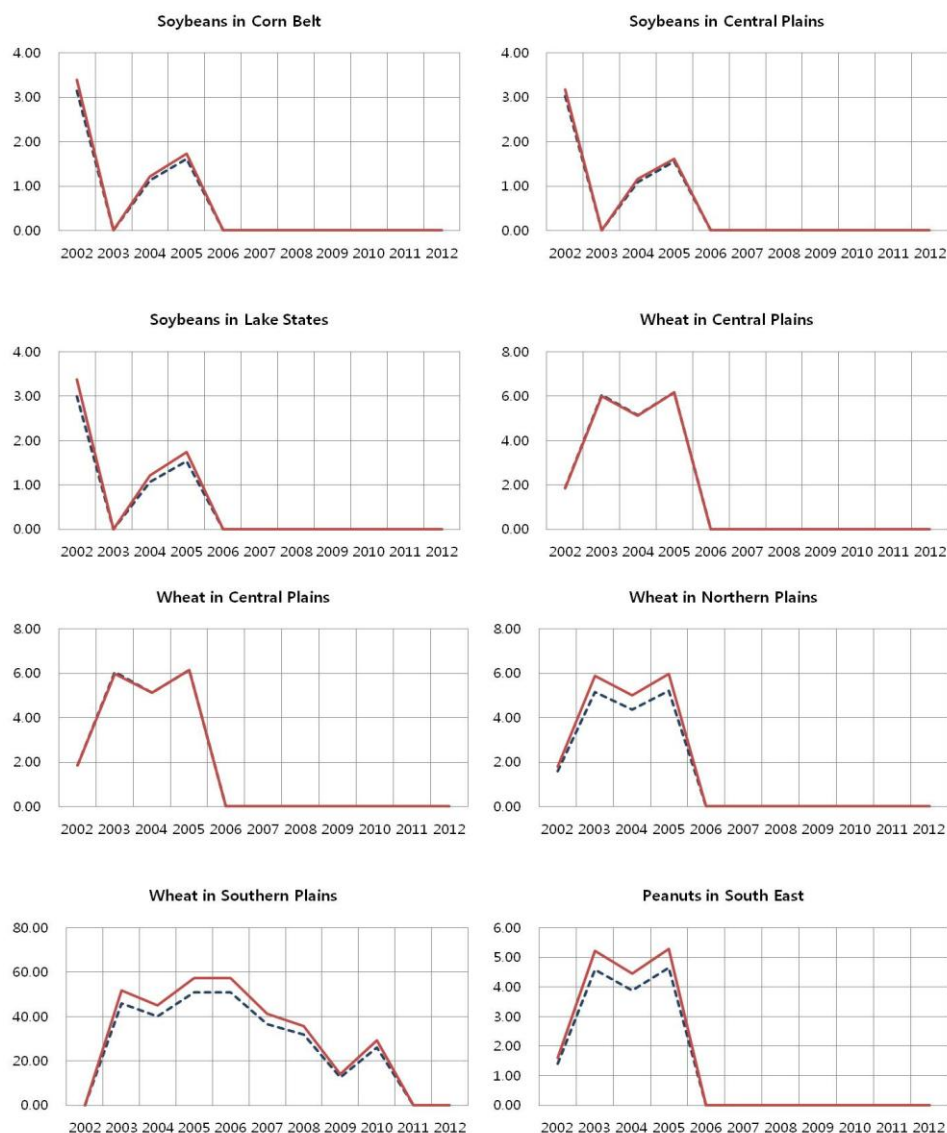 Soybeans in Corn Belt
4.00
3.00
2.00
1.00
0.00
2002 2003 2004 2005 2006 2007 2008 2009 2010 2011 2012
Soybeans in Central Plains
4.00
3.00
2.00
1.00
0.00
2002 2003 2004 2005 2006 2007 2008 2009 2010 2011 2012
Soybeans in Lake States
4.00
3.00
2.00
1.00
0.00
2002 2003 2004 2005 2006 2007 2008 2009 2010 2011 2012
Wheat in Central Plains
8.00
6.00
4.00
2.00
0.00
2002 2003 2004 2005 2006 2007 2008 2009 2010 2011 2012
Wheat in Central Plains
8.00
6.00
4.00
2.00
0.00
2002 2003 2004 2005 2006 2007 2008 2009 2010 2011 2012
Wheat in Northern Plains
8.00
6.00
4.00
2.00
0.00
2002 2003 2004 2005 2006 2007 2008 2009 2010 2011 2012
Wheat in Southern Plains
80.00
60.00
40.00
20.00
0.00
2002 2003 2004 2005 2006 2007 2008 2009 2010 2011 2012
Peanuts in South East
6.00
5.00
4.00
3.00
2.00
1.00
0.00
2002 2003 2004 2005 2006 2007 2008 2009 2010 2011 2012